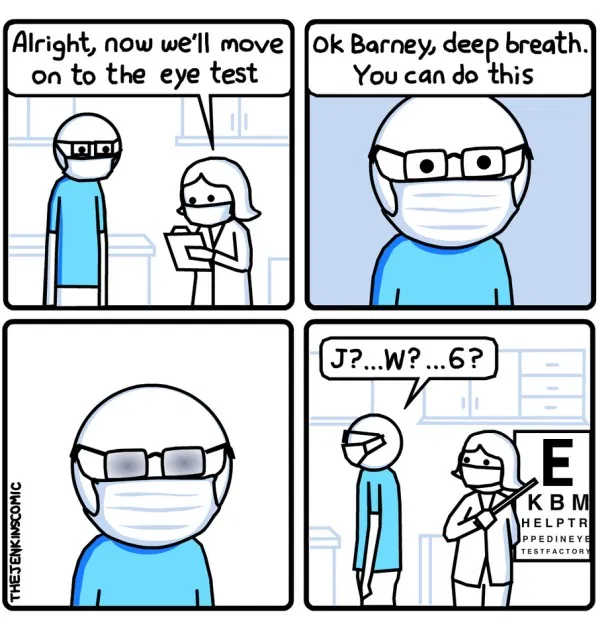 Alright, now we'll move
on to the eye test
Ok Barney, deep breath.
You can do this
THEJENKINSCOMIC
J?...W?...6?
E
KBM
HELPTR
PPEDINEYE
TESTFACTORY